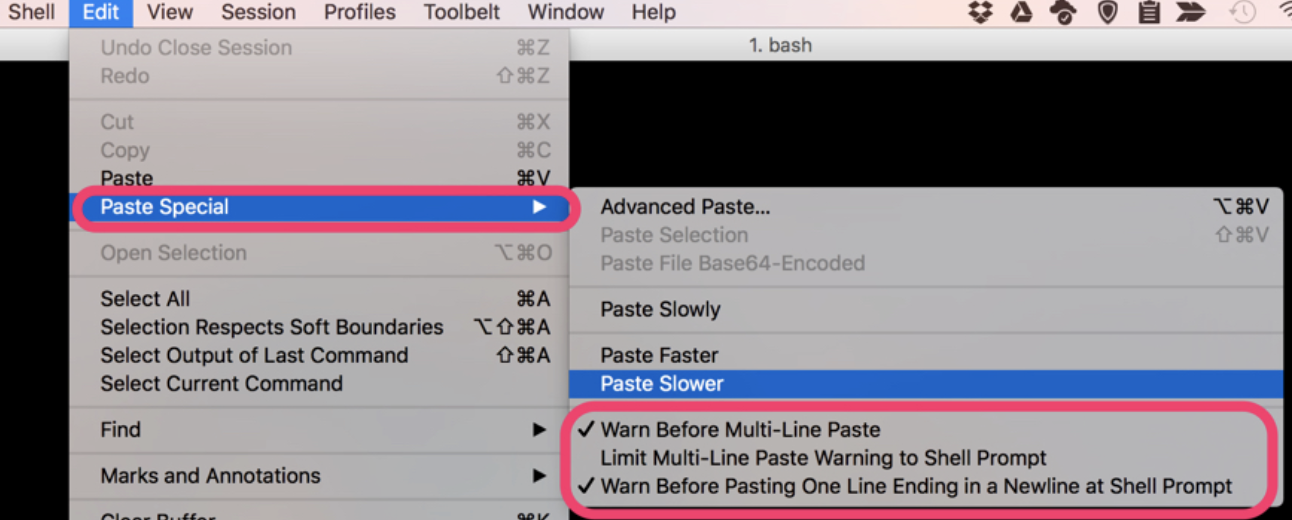 Shell Edit View Session Profiles Toolbelt Window Help
1. bash
Undo Close Session ⌘Z
Redo ⇧⌘Z
Cut ⌘X
Copy ⌘C
Paste ⌘V
Paste Special ▶
Open Selection ⌥⌘O
Select All ⌘A
Selection Respects Soft Boundaries ⌥⇧⌘A
Select Output of Last Command ⇧⌘A
Select Current Command
Find ▶
Marks and Annotations ▶
Clear Buffer ⌘K
Advanced Paste... ⌥⌘V
Paste Selection ⇧⌘V
Paste File Base64-Encoded
Paste Slowly
Paste Faster
Paste Slower
✓ Warn Before Multi-Line Paste
Limit Multi-Line Paste Warning to Shell Prompt
✓ Warn Before Pasting One Line Ending in a Newline at Shell Prompt